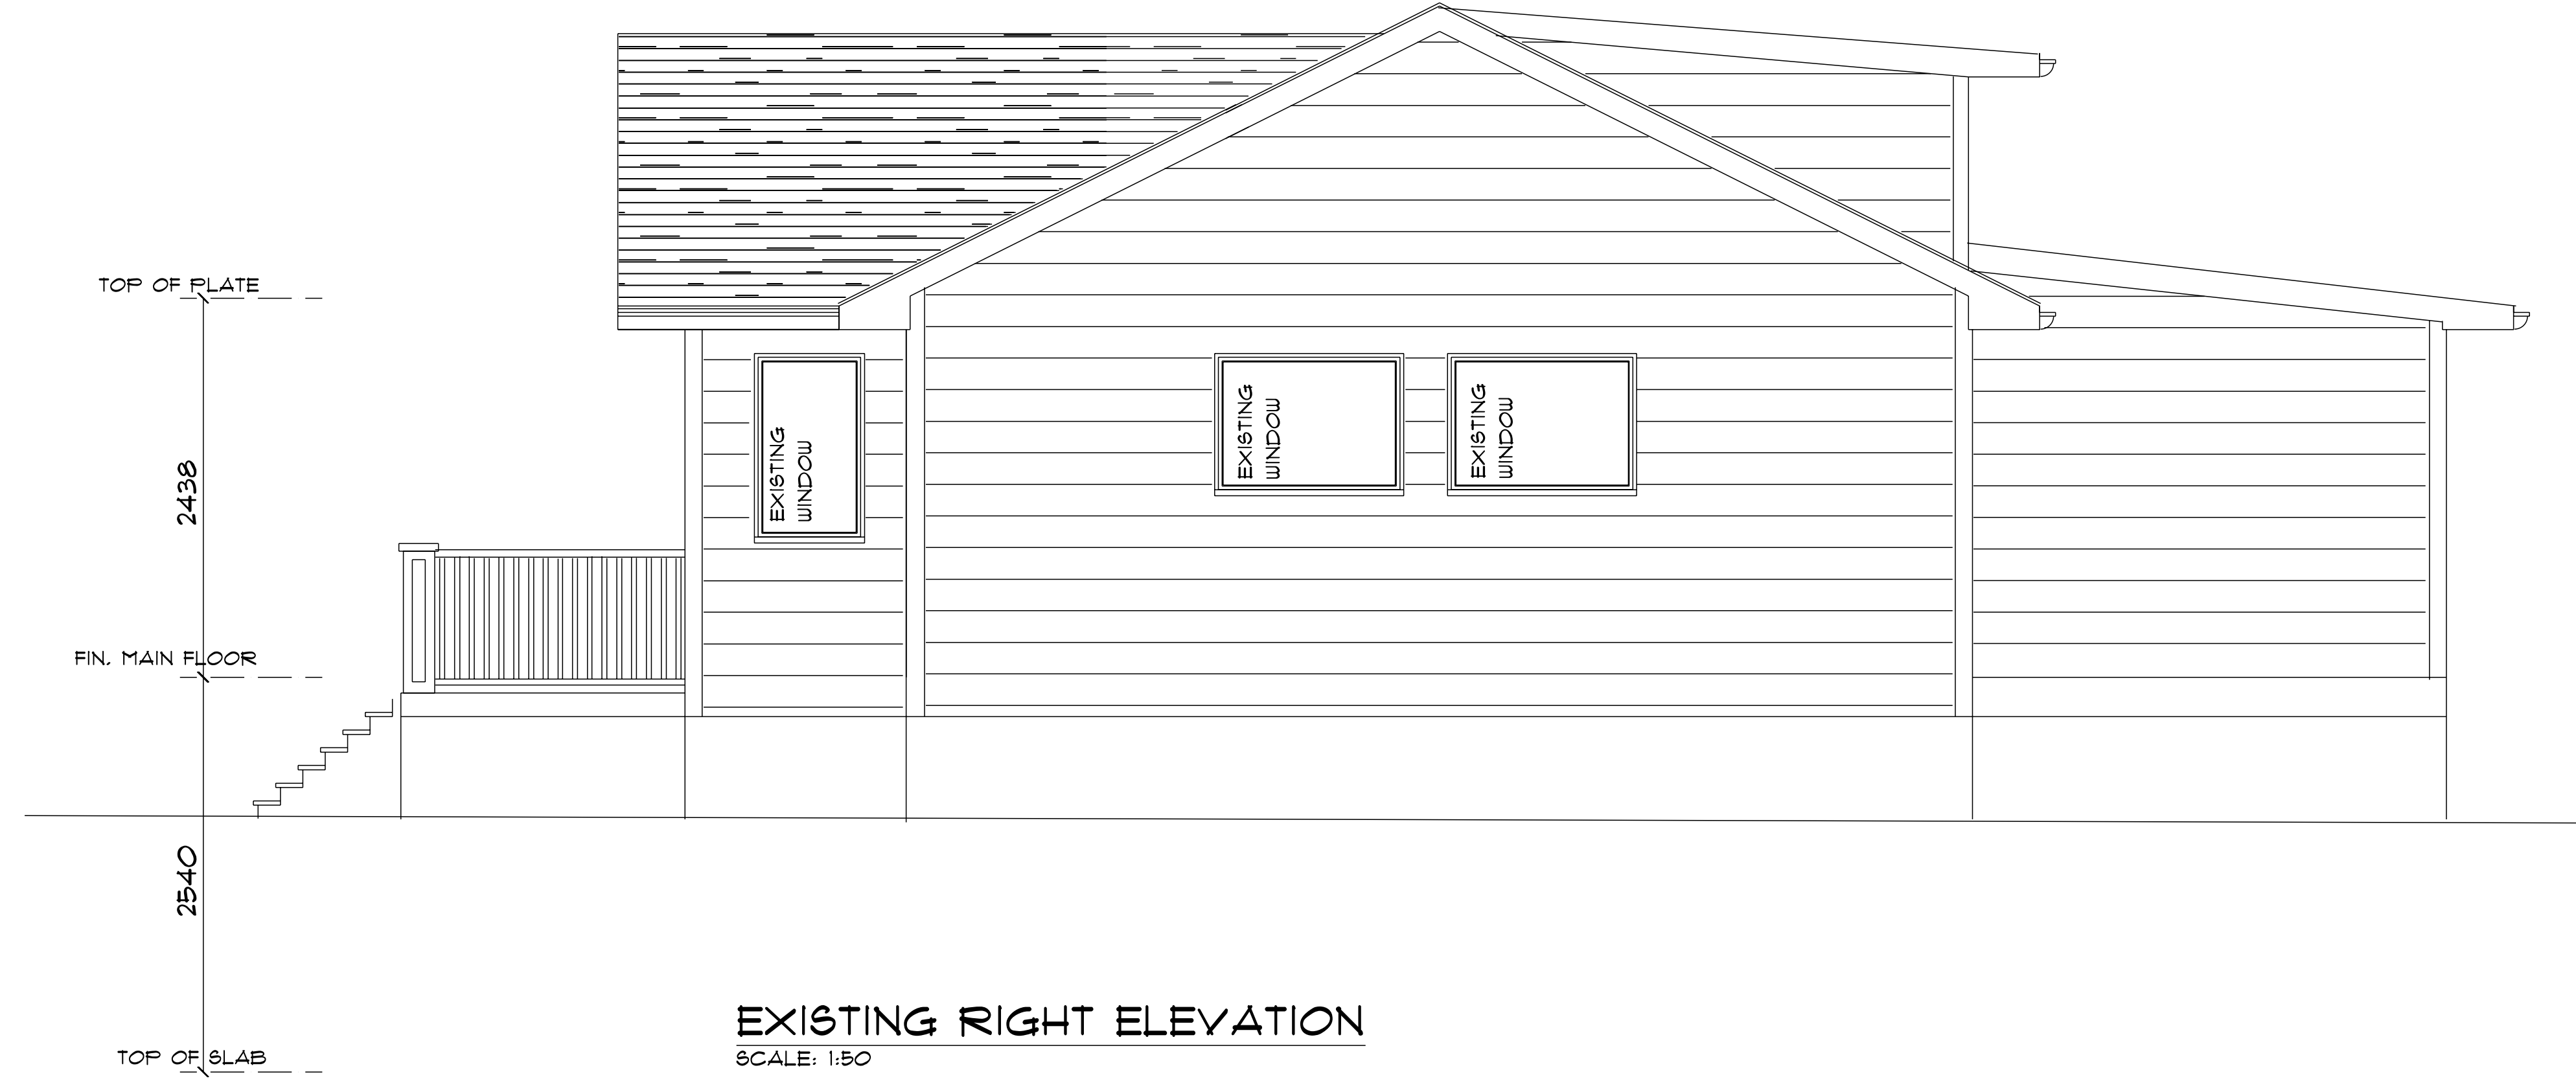 TOP OF PLATE
2438
FIN. MAIN FLOOR
2540
TOP OF SLAB
EXISTING
WINDOW
EXISTING
WINDOW
EXISTING
WINDOW
EXISTING RIGHT ELEVATION
SCALE: 1:50